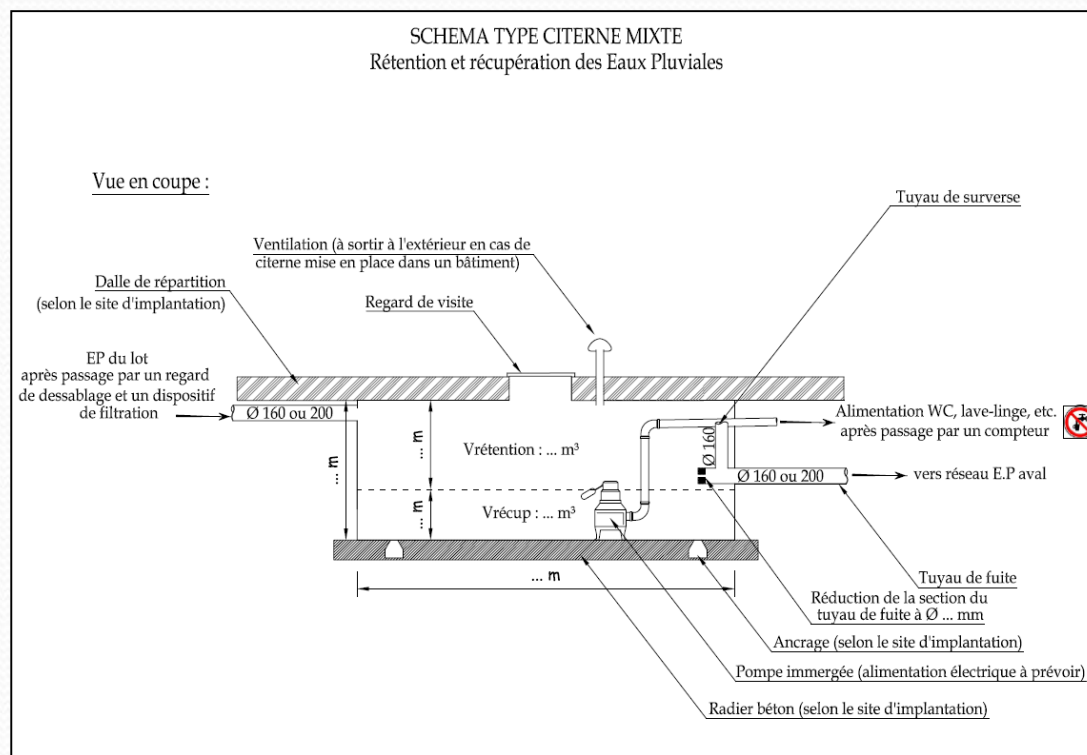 SCHEMA TYPE CITERNE MIXTE
Rétention et récupération des Eaux Pluviales
Vue en coupe :
Tuyau de surverse
Ventilation (à sortir à l'extérieur en cas de
citerne mise en place dans un bâtiment)
Dalle de répartition
(selon le site d'implantation)
Regard de visite
EP du lot
après passage par un regard
de dessablage et un dispositif
de filtration
Ø 160 ou 200
Alimentation WC, lave-linge, etc.
après passage par un compteur
... m
... m
Vrétention : ... m³
Ø 160
Ø 160 ou 200
vers réseau E.P aval
... m
Vrécup : ... m³
... m
Tuyau de fuite
Réduction de la section du
tuyau de fuite à Ø ... mm
Ancrage (selon le site d'implantation)
Pompe immergée (alimentation électrique à prévoir)
Radier béton (selon le site d'implantation)